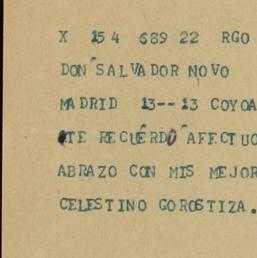 X 154 689 22 RGO
DON SALVADOR NOVO
MADRID 13--13 COYOA
TE RECUERDO AFECTUO
ABRAZO CON MIS MEJOR
CELESTINO GOROSTIZA.